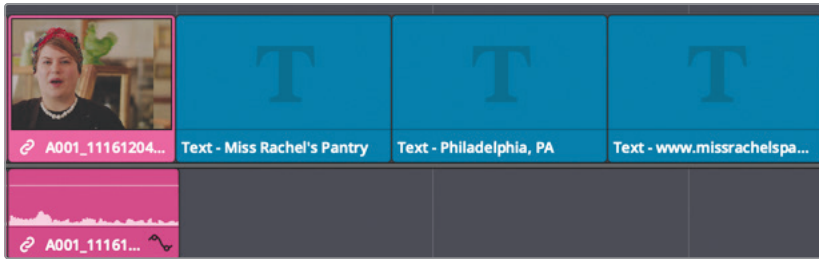 T
T
T
A001_11161204...
Text - Miss Rachel's Pantry
Text - Philadelphia, PA
Text - www.missrachelspa...
A001_11161...